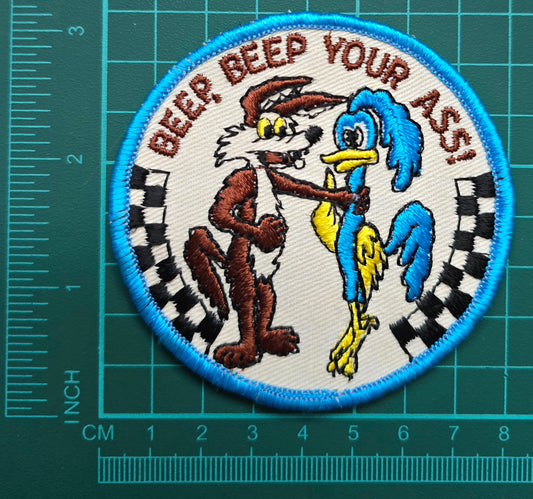 BEEP, BEEP YOUR ASS!
3
2
1
INCH
CM 1 2 3 4 5 6 7 8